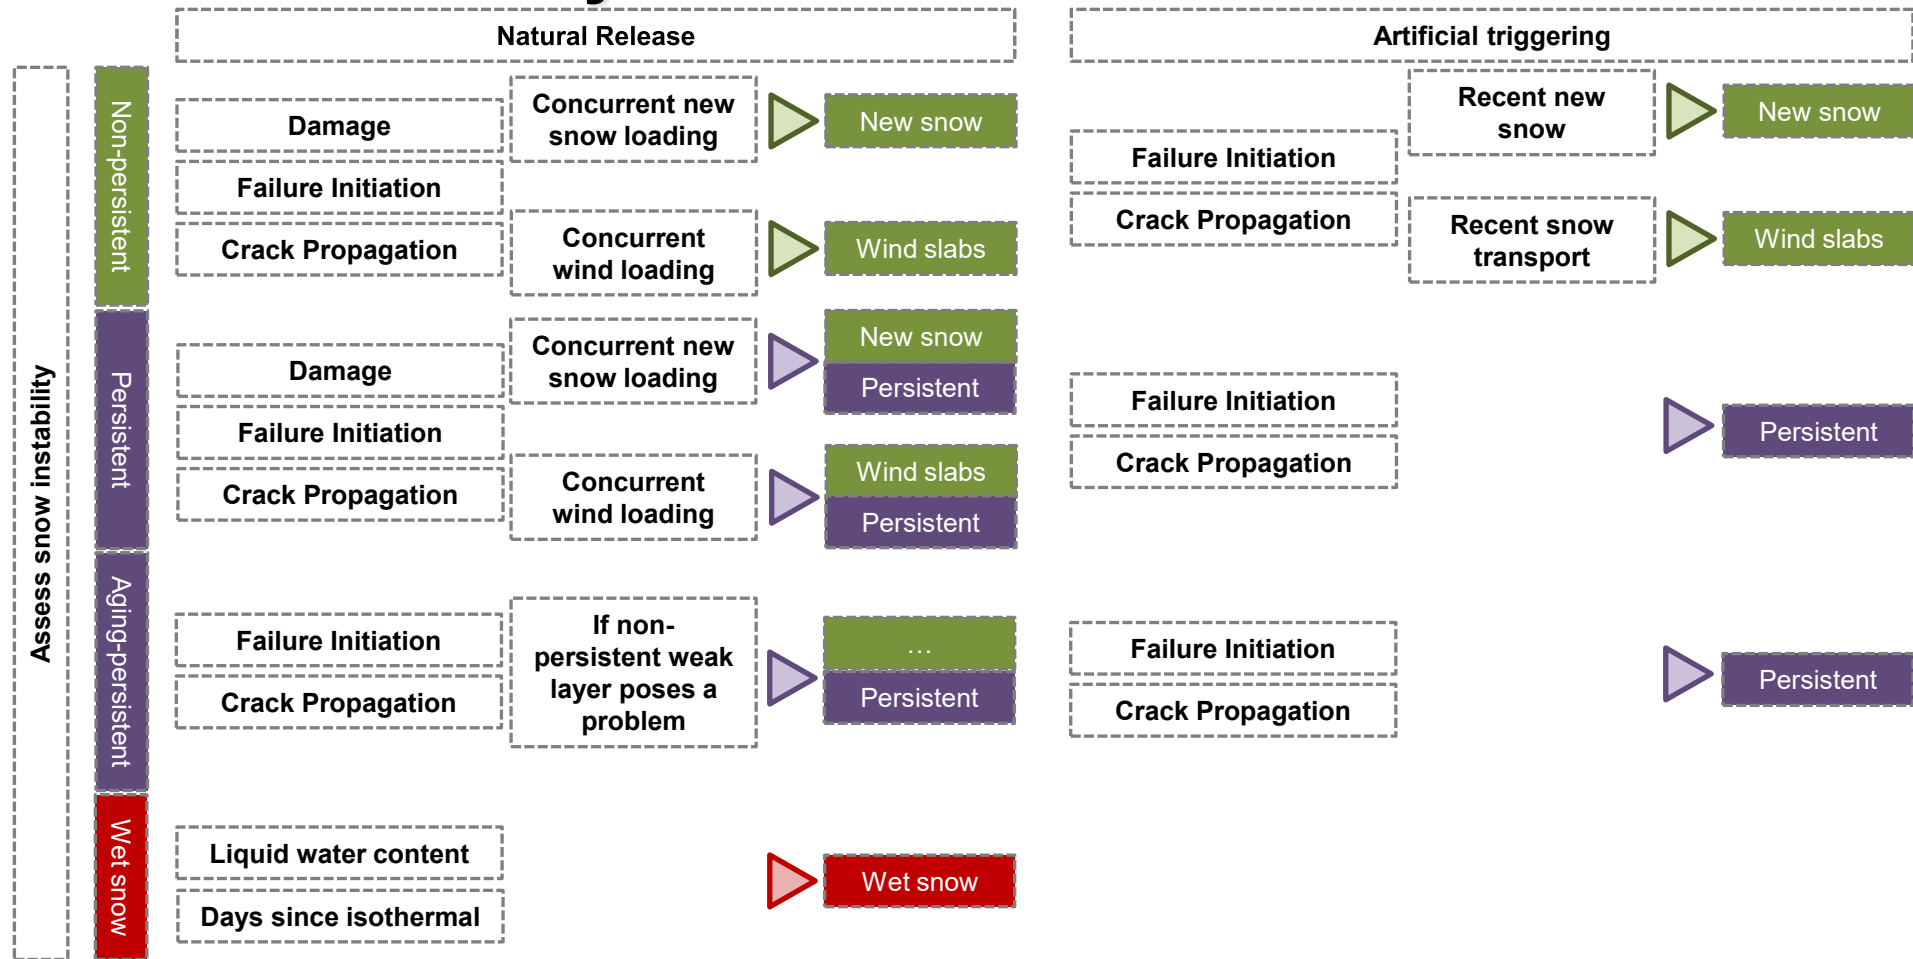 Natural Release
Artificial triggering
Assess snow instability
Non-persistent
Damage
Failure Initiation
Crack Propagation
Concurrent new
snow loading
New snow
Concurrent
wind loading
Wind slabs
Failure Initiation
Crack Propagation
Recent new
snow
New snow
Recent snow
transport
Wind slabs
Persistent
Damage
Failure Initiation
Crack Propagation
Concurrent new
snow loading
New snow
Persistent
Concurrent
wind loading
Wind slabs
Persistent
Failure Initiation
Crack Propagation
Persistent
Aging-persistent
Failure Initiation
Crack Propagation
If non-
persistent weak
layer poses a
problem
...
Persistent
Failure Initiation
Crack Propagation
Persistent
Wet snow
Liquid water content
Days since isothermal
Wet snow